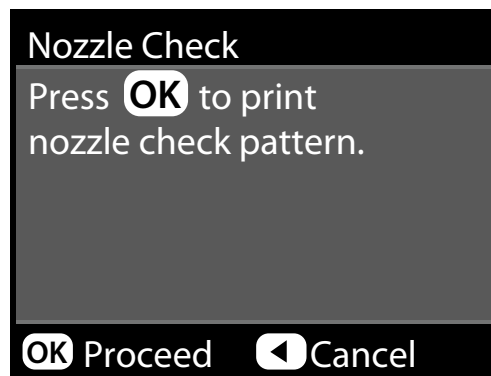 Nozzle Check
Press OK to print
nozzle check pattern.
OK Proceed Cancel